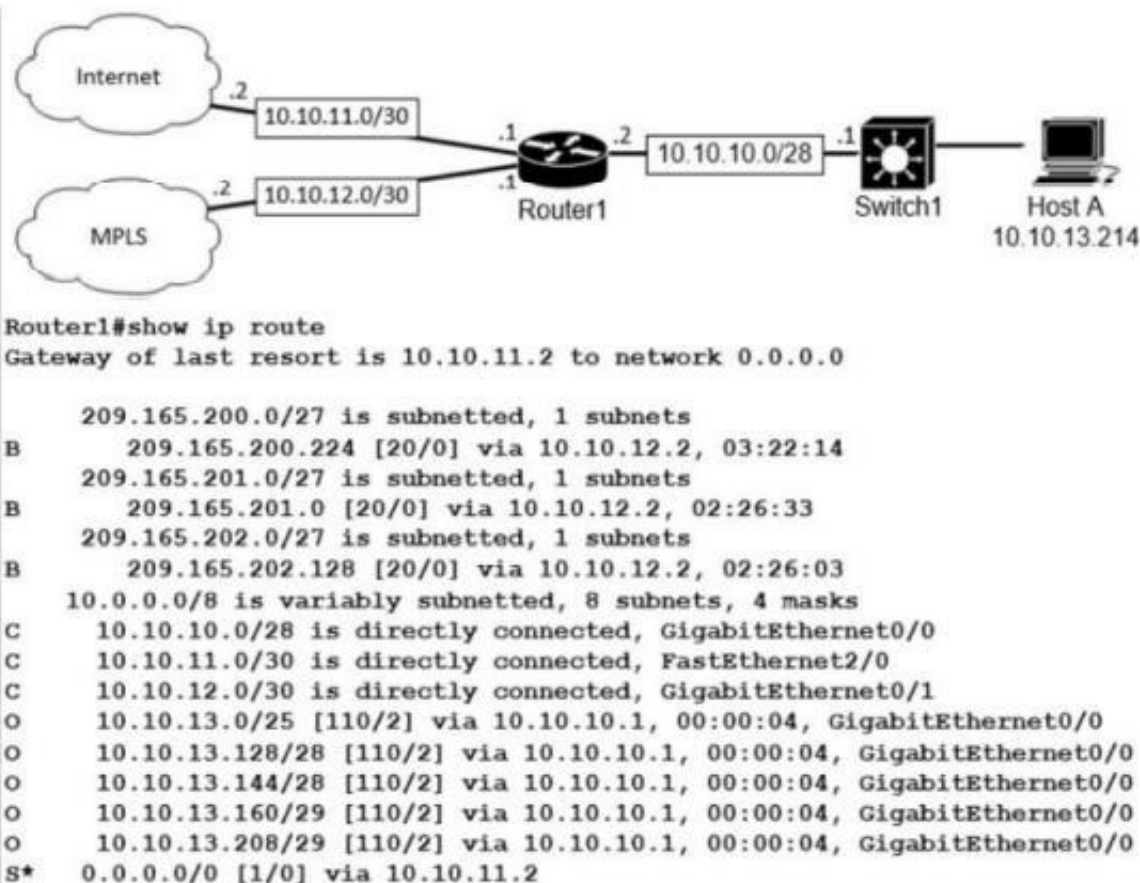 Internet
.2
10.10.11.0/30
.1
.2
10.10.10.0/28
.1
.2
10.10.12.0/30
.1
Router1
Switch1
Host A
10.10.13.214
MPLS
Router1#show ip route
Gateway of last resort is 10.10.11.2 to network 0.0.0.0
209.165.200.0/27 is subnetted, 1 subnets
B 209.165.200.224 [20/0] via 10.10.12.2, 03:22:14
209.165.201.0/27 is subnetted, 1 subnets
B 209.165.201.0 [20/0] via 10.10.12.2, 02:26:33
209.165.202.0/27 is subnetted, 1 subnets
B 209.165.202.128 [20/0] via 10.10.12.2, 02:26:03
10.0.0.0/8 is variably subnetted, 8 subnets, 4 masks
C 10.10.10.0/28 is directly connected, GigabitEthernet0/0
C 10.10.11.0/30 is directly connected, FastEthernet2/0
C 10.10.12.0/30 is directly connected, GigabitEthernet0/1
O 10.10.13.0/25 [110/2] via 10.10.10.1, 00:00:04, GigabitEthernet0/0
O 10.10.13.128/28 [110/2] via 10.10.10.1, 00:00:04, GigabitEthernet0/0
O 10.10.13.144/28 [110/2] via 10.10.10.1, 00:00:04, GigabitEthernet0/0
O 10.10.13.160/29 [110/2] via 10.10.10.1, 00:00:04, GigabitEthernet0/0
O 10.10.13.208/29 [110/2] via 10.10.10.1, 00:00:04, GigabitEthernet0/0
S* 0.0.0.0/0 [1/0] via 10.10.11.2